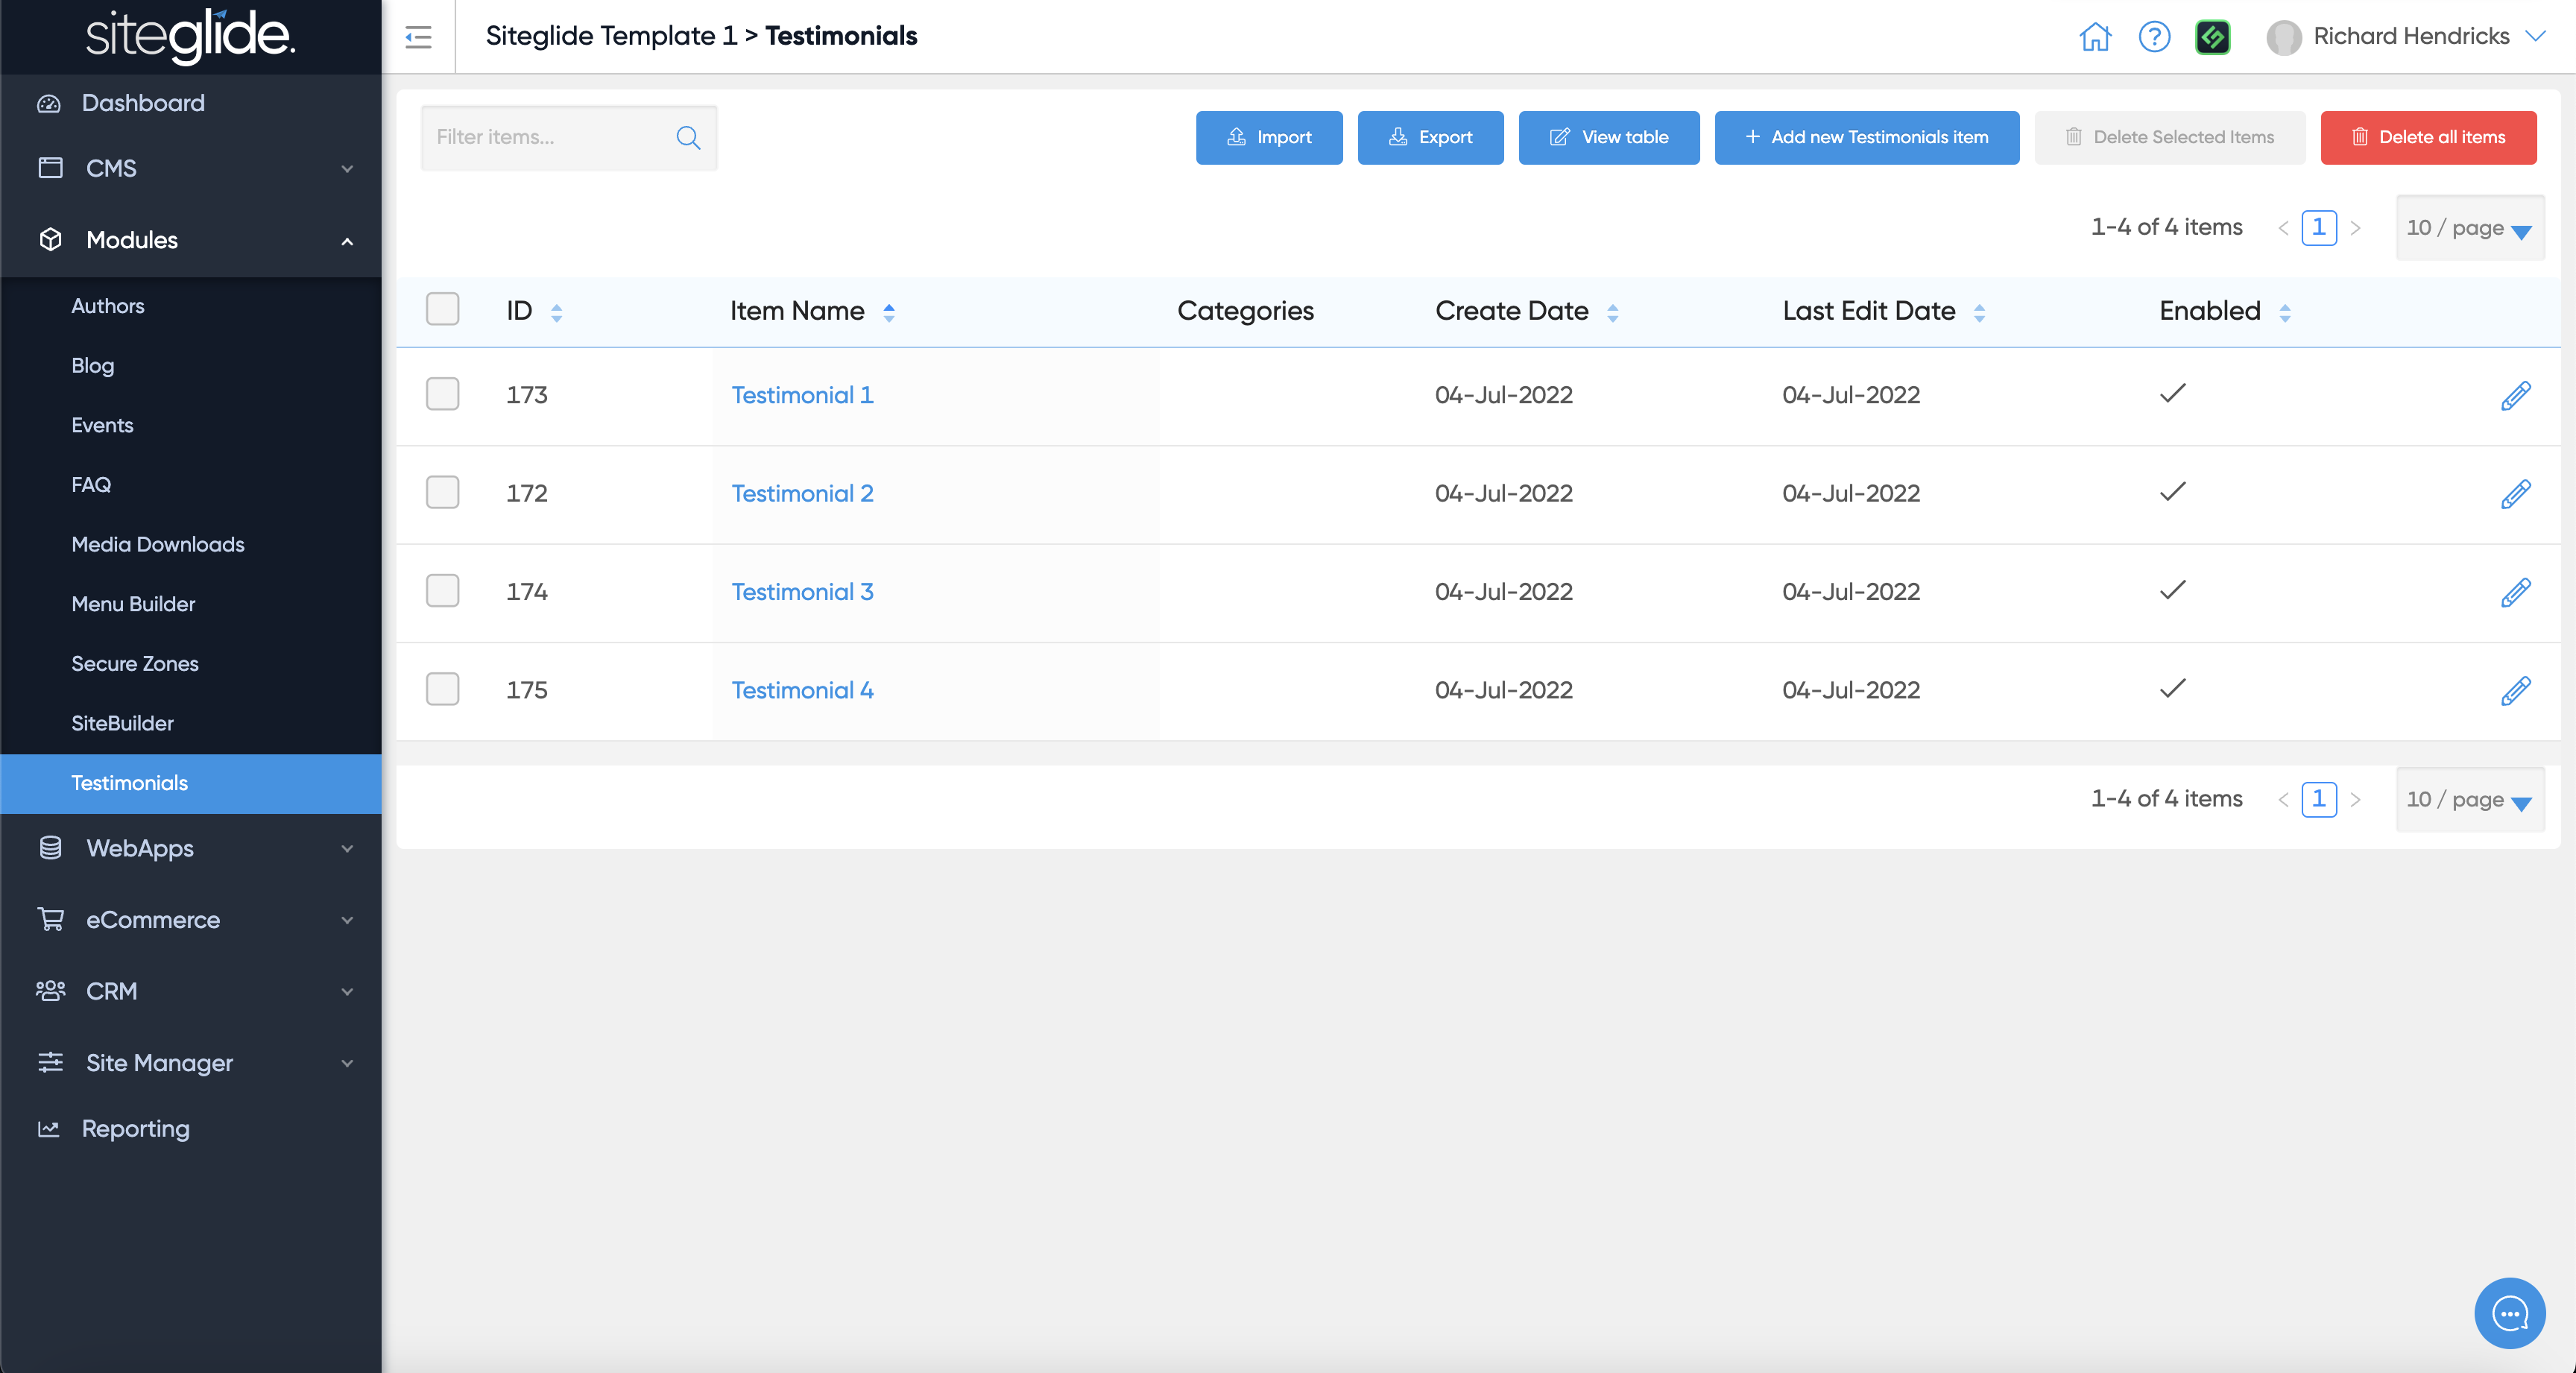 siteglide.
Siteglide Template 1 > Testimonials
Richard Hendricks
Dashboard
CMS
Modules
Authors
Blog
Events
FAQ
Media Downloads
Menu Builder
Secure Zones
SiteBuilder
Testimonials
WebApps
eCommerce
CRM
Site Manager
Reporting
Filter items...
Import
Export
View table
+ Add new Testimonials item
Delete Selected Items
Delete all items
1-4 of 4 items < 1 > 10 / page
ID Item Name Categories Create Date Last Edit Date Enabled
173 Testimonial 1 04-Jul-2022 04-Jul-2022
172 Testimonial 2 04-Jul-2022 04-Jul-2022
174 Testimonial 3 04-Jul-2022 04-Jul-2022
175 Testimonial 4 04-Jul-2022 04-Jul-2022
1-4 of 4 items < 1 > 10 / page